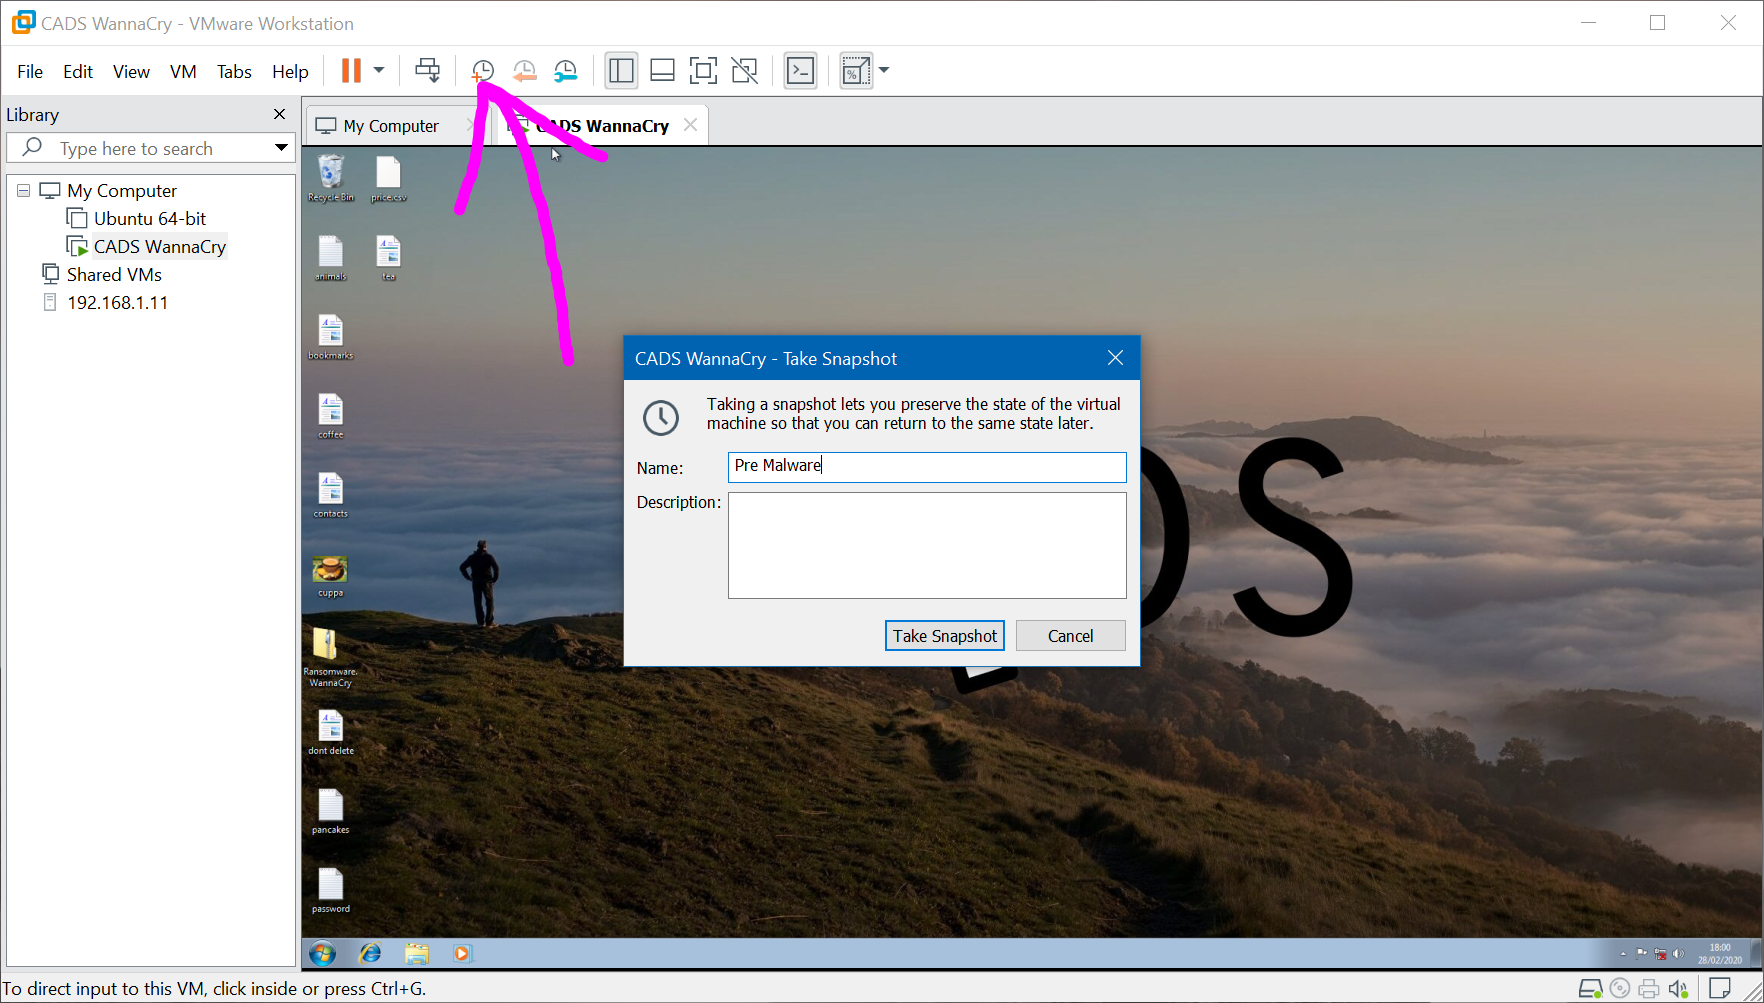 CADS WannaCry - VMware Workstation
File Edit View VM Tabs Help
Library
Type here to search
My Computer
Ubuntu 64-bit
CADS WannaCry
Shared VMs
192.168.1.11
My Computer
CADS WannaCry
Recycle Bin
price.csv
animals
tea
bookmarks
coffee
contacts
cuppa
Ransomware.
WannaCry
dont delete
pancakes
password
CADS WannaCry - Take Snapshot
Taking a snapshot lets you preserve the state of the virtual
machine so that you can return to the same state later.
Name:
Pre Malware
Description:
Take Snapshot
Cancel
DS
18:00
28/02/2020
To direct input to this VM, click inside or press Ctrl+G.